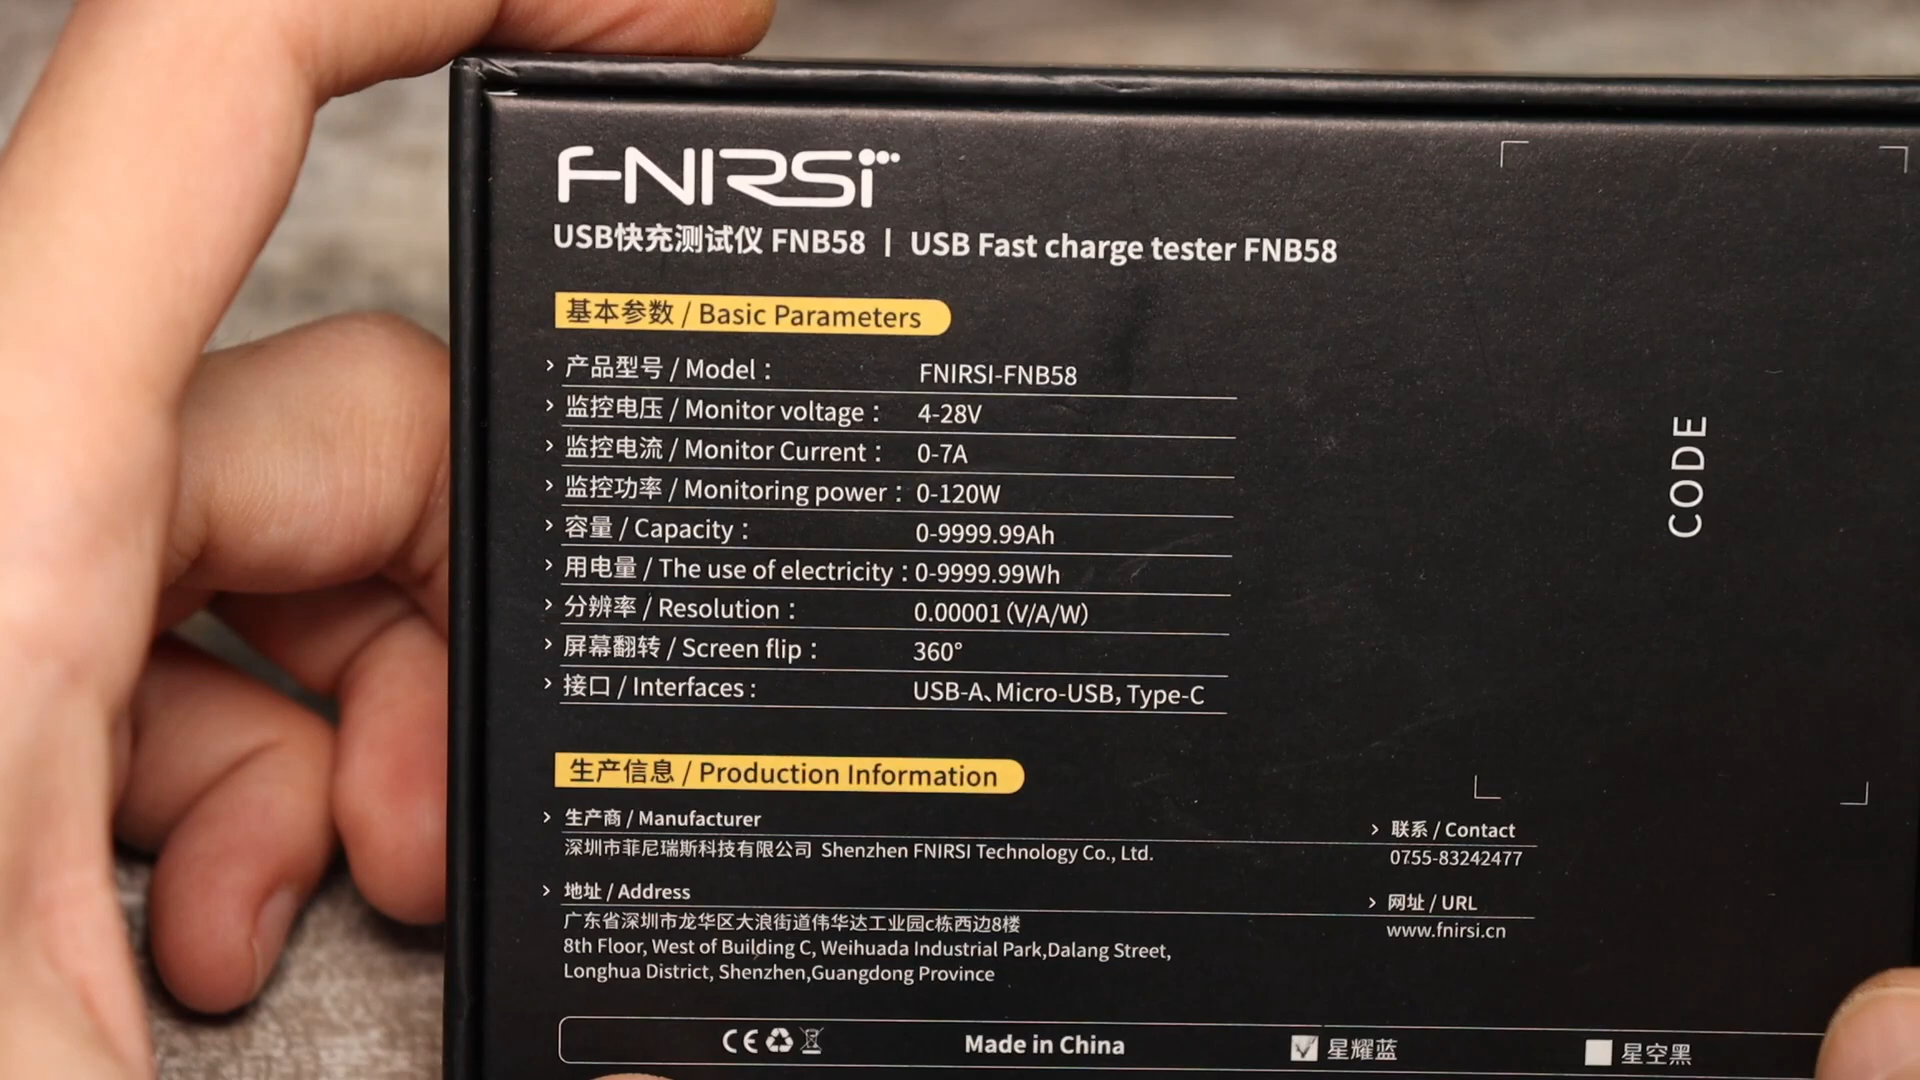 FNIRSI
USB快充测试仪 FNB58 | USB Fast charge tester FNB58
基本参数 / Basic Parameters
› 产品型号 / Model： FNIRSI-FNB58
› 监控电压 / Monitor voltage： 4-28V
› 监控电流 / Monitor Current： 0-7A
› 监控功率 / Monitoring power： 0-120W
› 容量 / Capacity： 0-9999.99Ah
› 用电量 / The use of electricity：0-9999.99Wh
› 分辨率 / Resolution： 0.00001（V/A/W）
› 屏幕翻转 / Screen flip： 360°
› 接口 / Interfaces： USB-A、Micro-USB, Type-C
CODE
生产信息 / Production Information
› 生产商 / Manufacturer
深圳市菲尼瑞斯科技有限公司 Shenzhen FNIRSI Technology Co., Ltd.
› 联系 / Contact
0755-83242477
› 地址 / Address
广东省深圳市龙华区大浪街道伟华达工业园c栋西边8楼
8th Floor, West of Building C, Weihuada Industrial Park,Dalang Street,
Longhua District, Shenzhen,Guangdong Province
› 网址 / URL
www.fnirsi.cn
CE Made in China 星耀蓝 星空黑